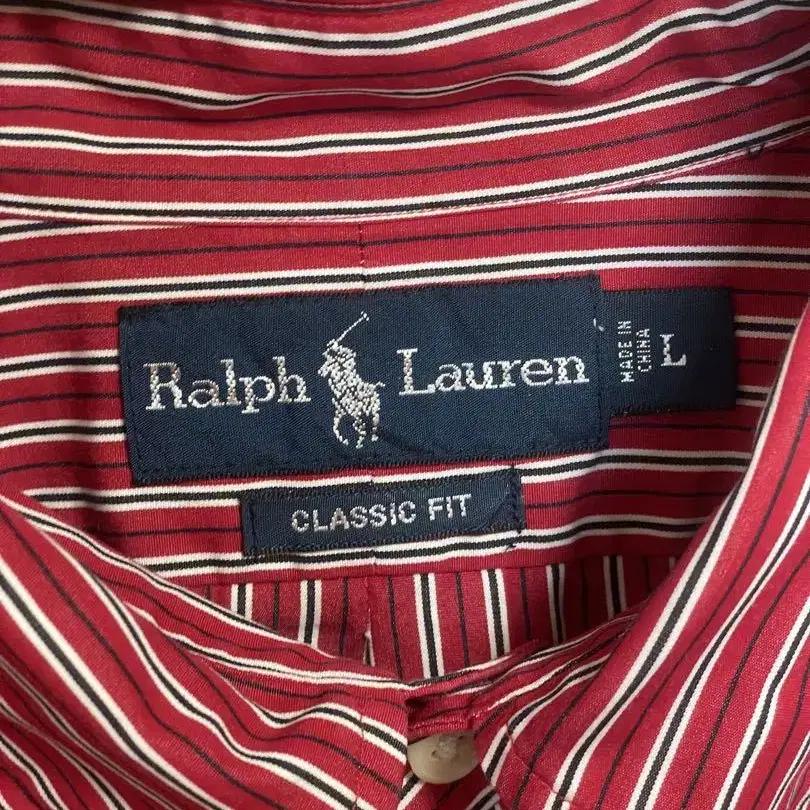 Ralph Lauren
MADE IN
CHINA
L
CLASSIC FIT